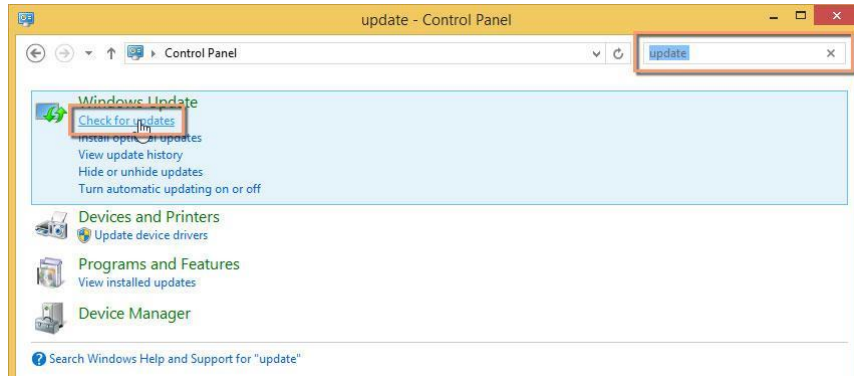 update - Control Panel
Control Panel
update
Windows Update
Check for updates
Install optional updates
View update history
Hide or unhide updates
Turn automatic updating on or off
Devices and Printers
Update device drivers
Programs and Features
View installed updates
Device Manager
Search Windows Help and Support for "update"